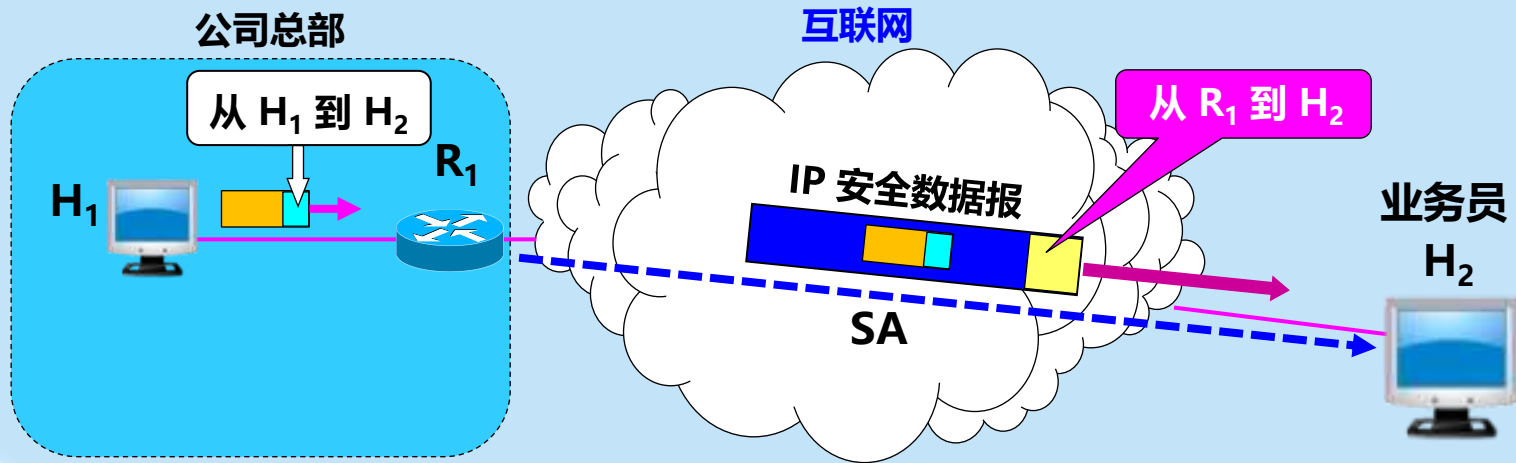 公司总部
互联网
从 H₁ 到 H₂
从 R₁ 到 H₂
R₁
H₁
IP 安全数据报
业务员
H₂
SA